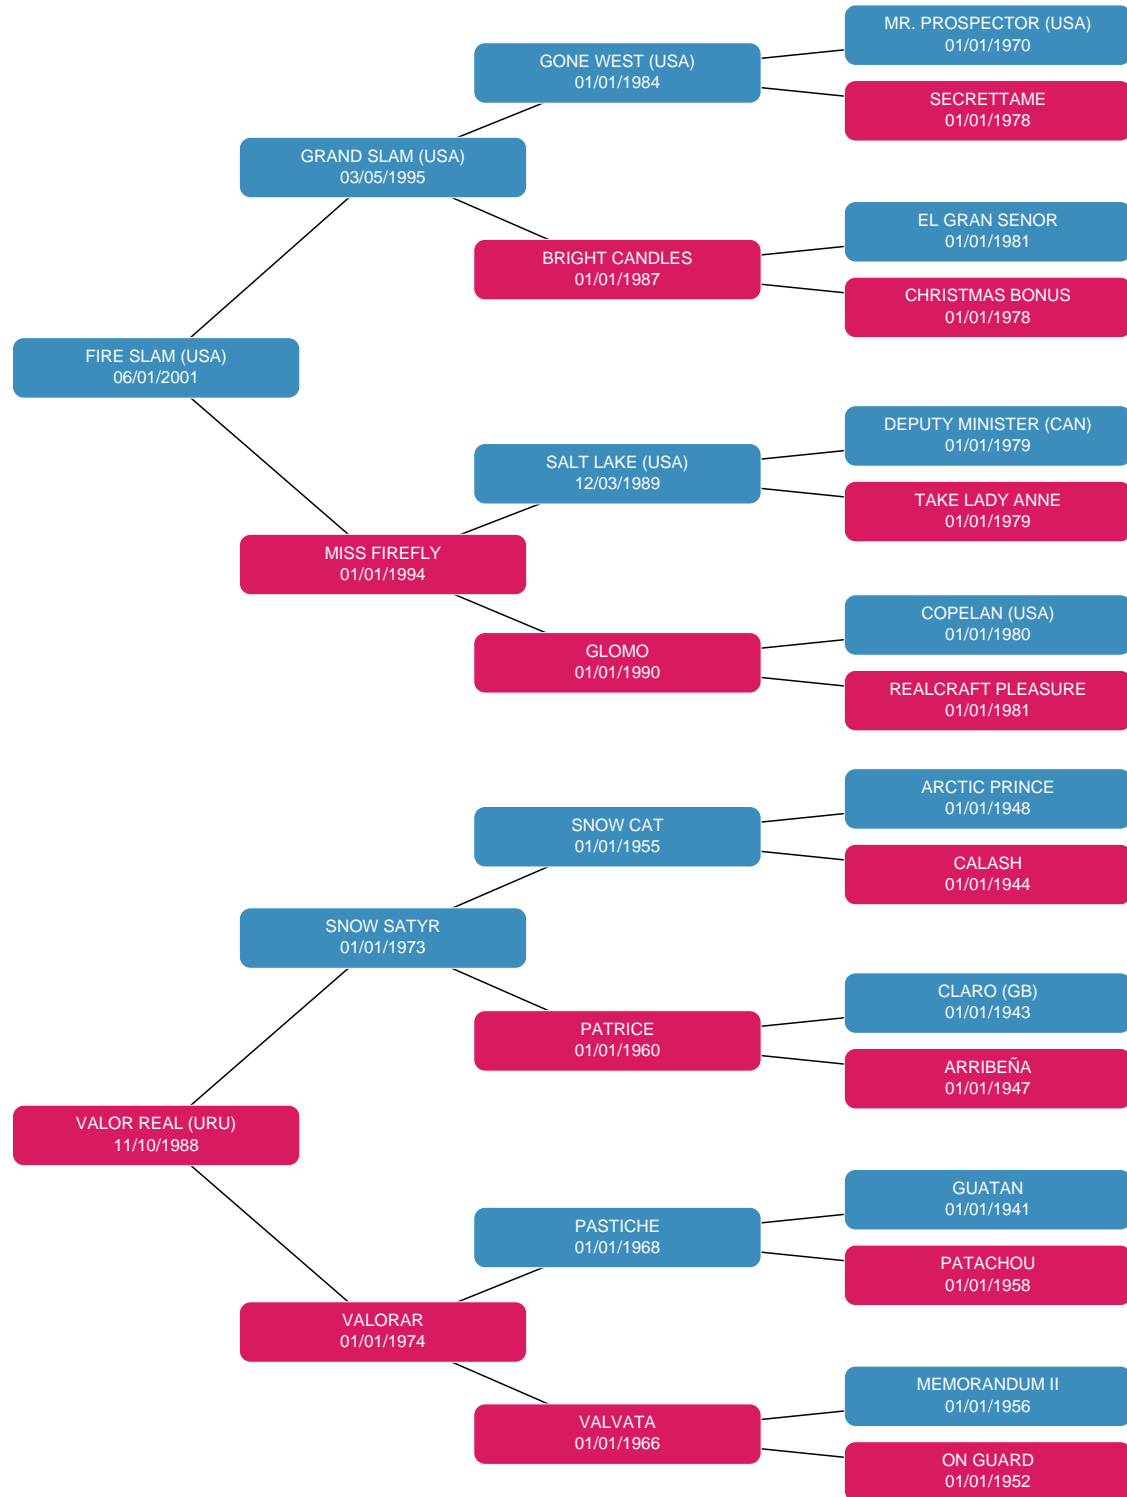 MR. PROSPECTOR (USA)
01/01/1970
GONE WEST (USA)
01/01/1984
SECRETTAME
01/01/1978
GRAND SLAM (USA)
03/05/1995
EL GRAN SENOR
01/01/1981
BRIGHT CANDLES
01/01/1987
CHRISTMAS BONUS
01/01/1978
FIRE SLAM (USA)
06/01/2001
DEPUTY MINISTER (CAN)
01/01/1979
SALT LAKE (USA)
12/03/1989
TAKE LADY ANNE
01/01/1979
MISS FIREFLY
01/01/1994
COPELAN (USA)
01/01/1980
GLOMO
01/01/1990
REALCRAFT PLEASURE
01/01/1981
ARCTIC PRINCE
01/01/1948
SNOW CAT
01/01/1955
CALASH
01/01/1944
SNOW SATYR
01/01/1973
CLARO (GB)
01/01/1943
PATRICE
01/01/1960
ARRIBEÑA
01/01/1947
VALOR REAL (URU)
11/10/1988
GUATAN
01/01/1941
PASTICHE
01/01/1968
PATACHOU
01/01/1958
VALORAR
01/01/1974
MEMORANDUM II
01/01/1956
VALVATA
01/01/1966
ON GUARD
01/01/1952